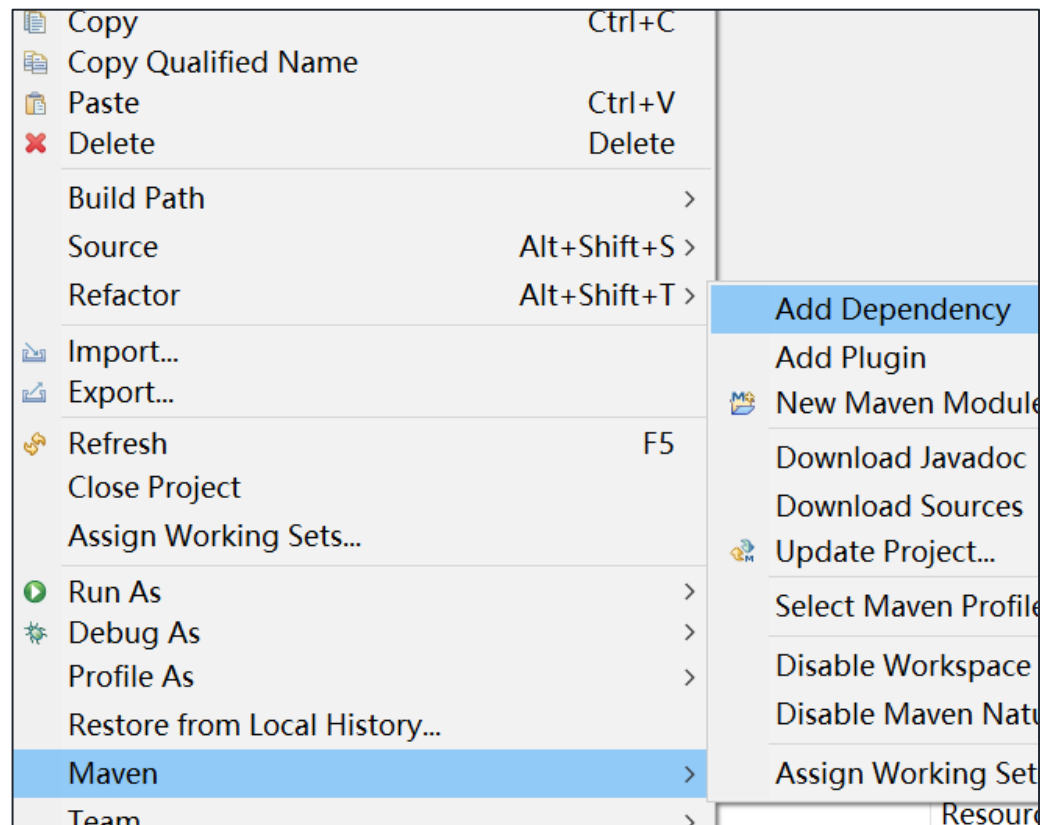 Copy Ctrl+C
Copy Qualified Name
Paste Ctrl+V
Delete Delete
Build Path
Source Alt+Shift+S
Refactor Alt+Shift+T
Import...
Export...
Refresh F5
Close Project
Assign Working Sets...
Run As
Debug As
Profile As
Restore from Local History...
Maven
Team
Add Dependency
Add Plugin
New Maven Module
Download Javadoc
Download Sources
Update Project...
Select Maven Profile
Disable Workspace
Disable Maven Natu
Assign Working Set
Resourc